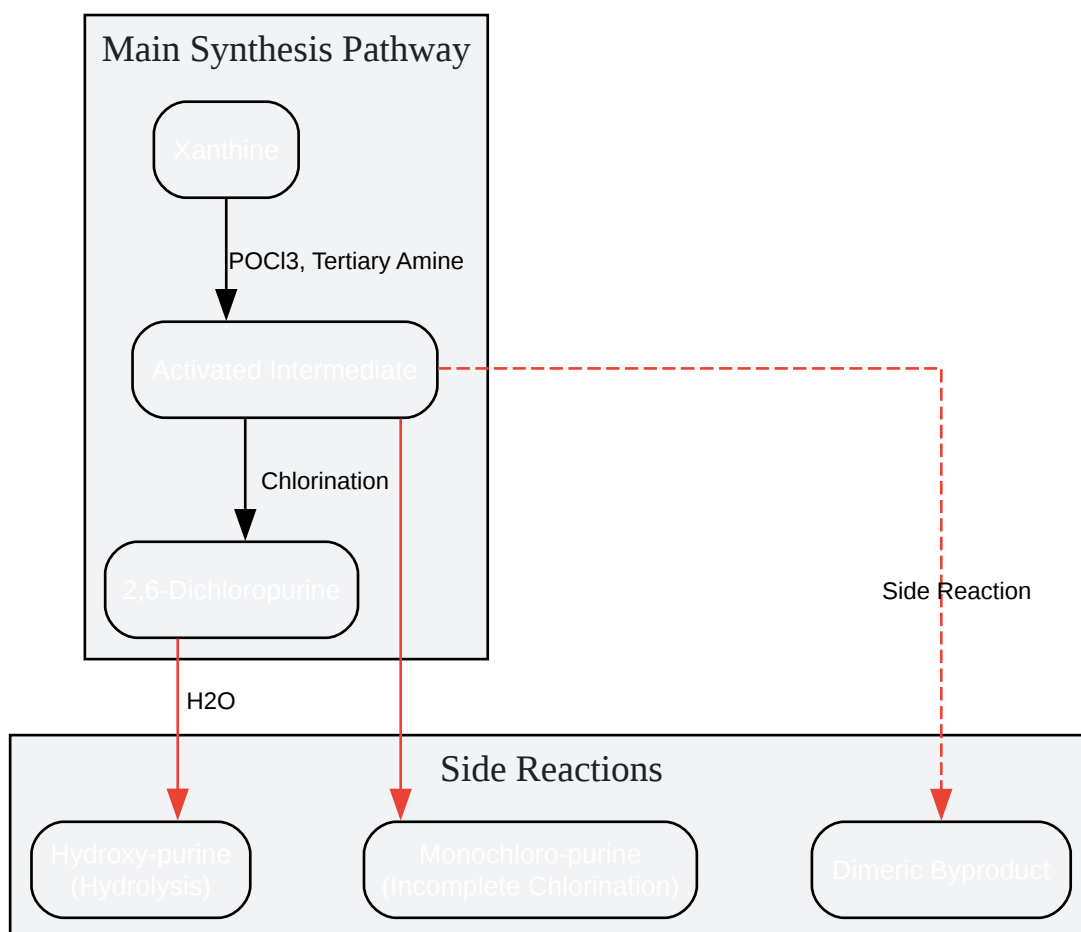 Main Synthesis Pathway
Xanthine
POCl3, Tertiary Amine
Activated Intermediate
Chlorination
2,6-Dichloropurine
Side Reaction
H2O
Side Reactions
Hydroxy-purine
(Hydrolysis)
Monochloro-purine
(Incomplete Chlorination)
Dimeric Byproduct